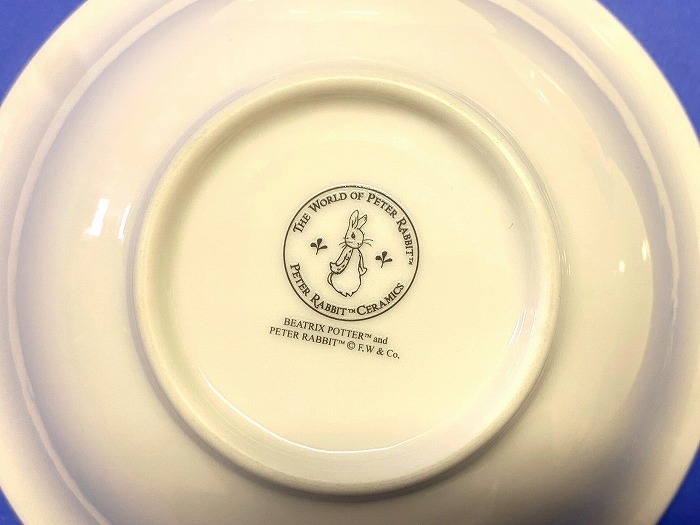 THE WORLD OF PETER RABBIT™
PETER RABBIT™ CERAMICS
BEATRIX POTTER™ and
PETER RABBIT™ © F.W & Co.